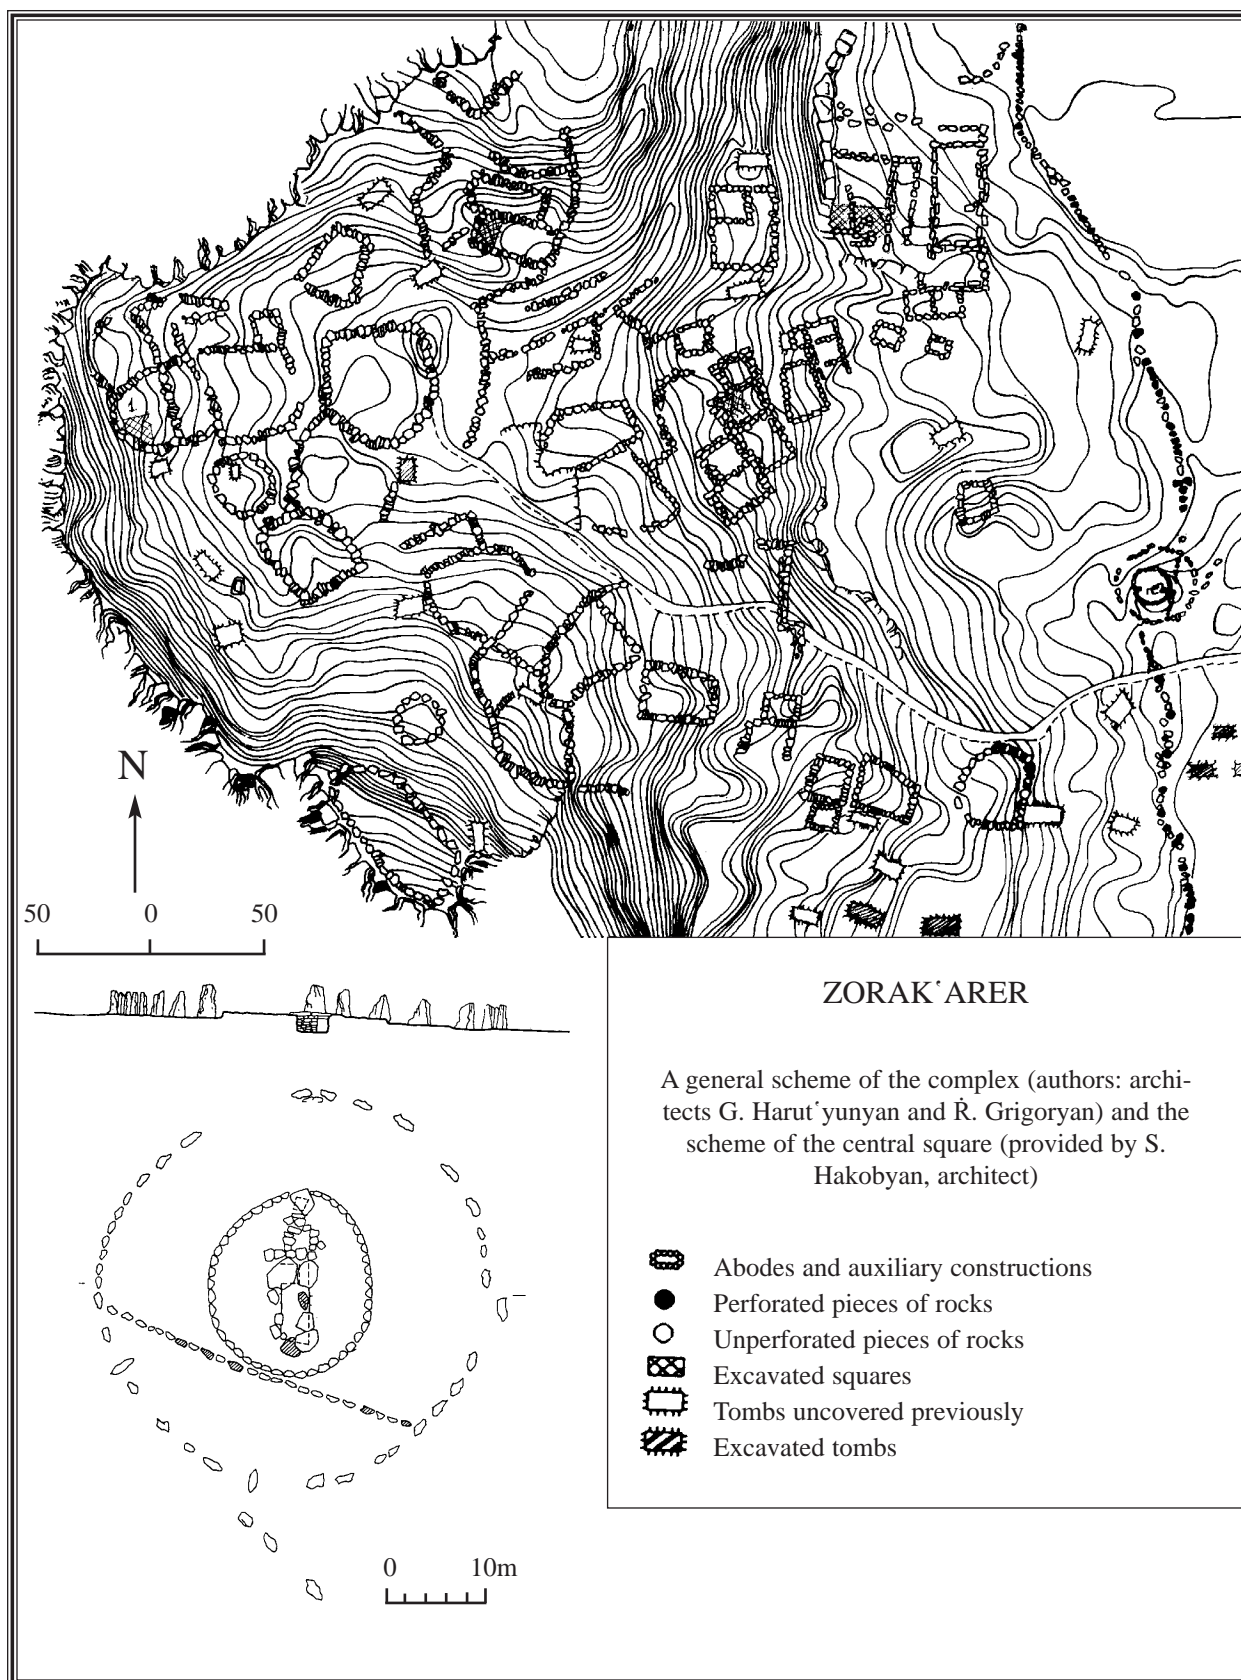 N
50 0 50
ZORAK‘ARER
A general scheme of the complex (authors: archi-
tects G. Harut‘yunyan and Ṙ. Grigoryan) and the
scheme of the central square (provided by S.
Hakobyan, architect)
Abodes and auxiliary constructions
Perforated pieces of rocks
Unperforated pieces of rocks
Excavated squares
Tombs uncovered previously
Excavated tombs
0 10m